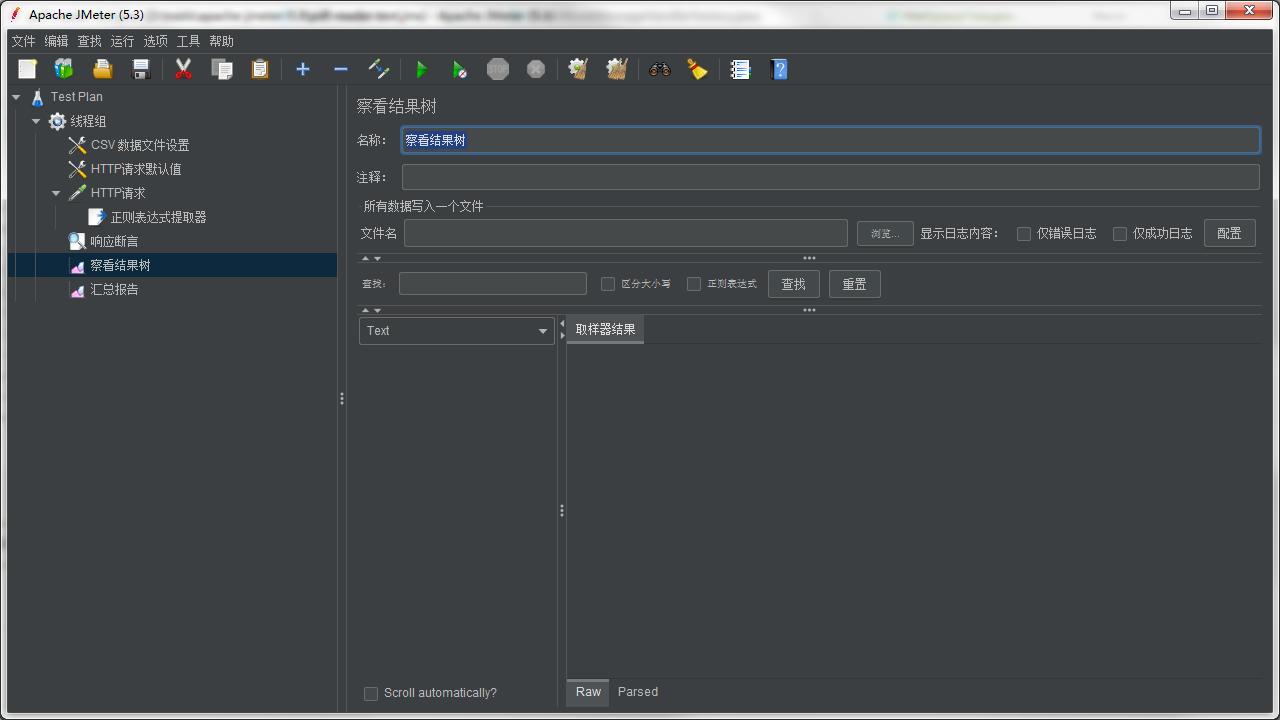 Apache JMeter (5.3)
文件 编辑 查找 运行 选项 工具 帮助
STOP
Test Plan
线程组
CSV 数据文件设置
HTTP请求默认值
HTTP请求
正则表达式提取器
响应断言
察看结果树
汇总报告
察看结果树
名称： 察看结果树
注释：
所有数据写入一个文件
文件名 浏览... 显示日志内容： 仅错误日志 仅成功日志 配置
查找： 区分大小写 正则表达式 查找 重置
Text 取样器结果
Scroll automatically? Raw Parsed